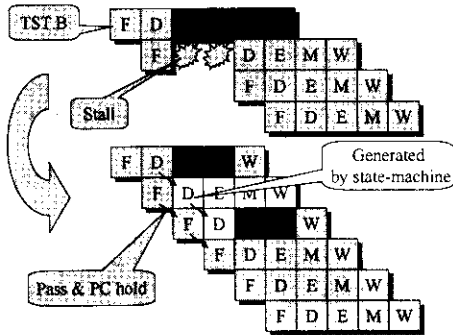 TST.B F D
F D E M W
Stall F D E M W
F D E M W
F D W Generated by state-machine
F D E M W
F D W
Pass & PC hold F D E M W
F D E M W
F D E M W